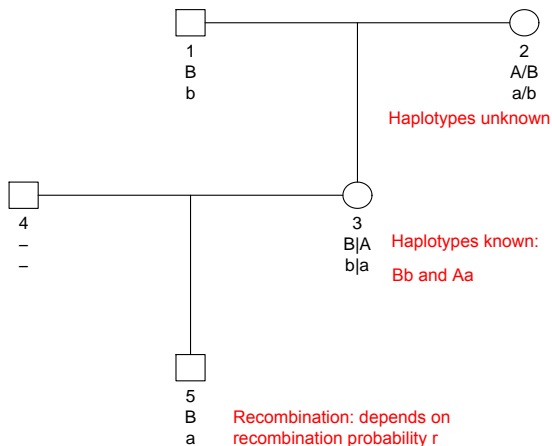 1
B
b
2
A/B
a/b
Haplotypes unknown
4
–
–
3
B|A
b|a
Haplotypes known:
Bb and Aa
5
B
a
Recombination: depends on
recombination probability r